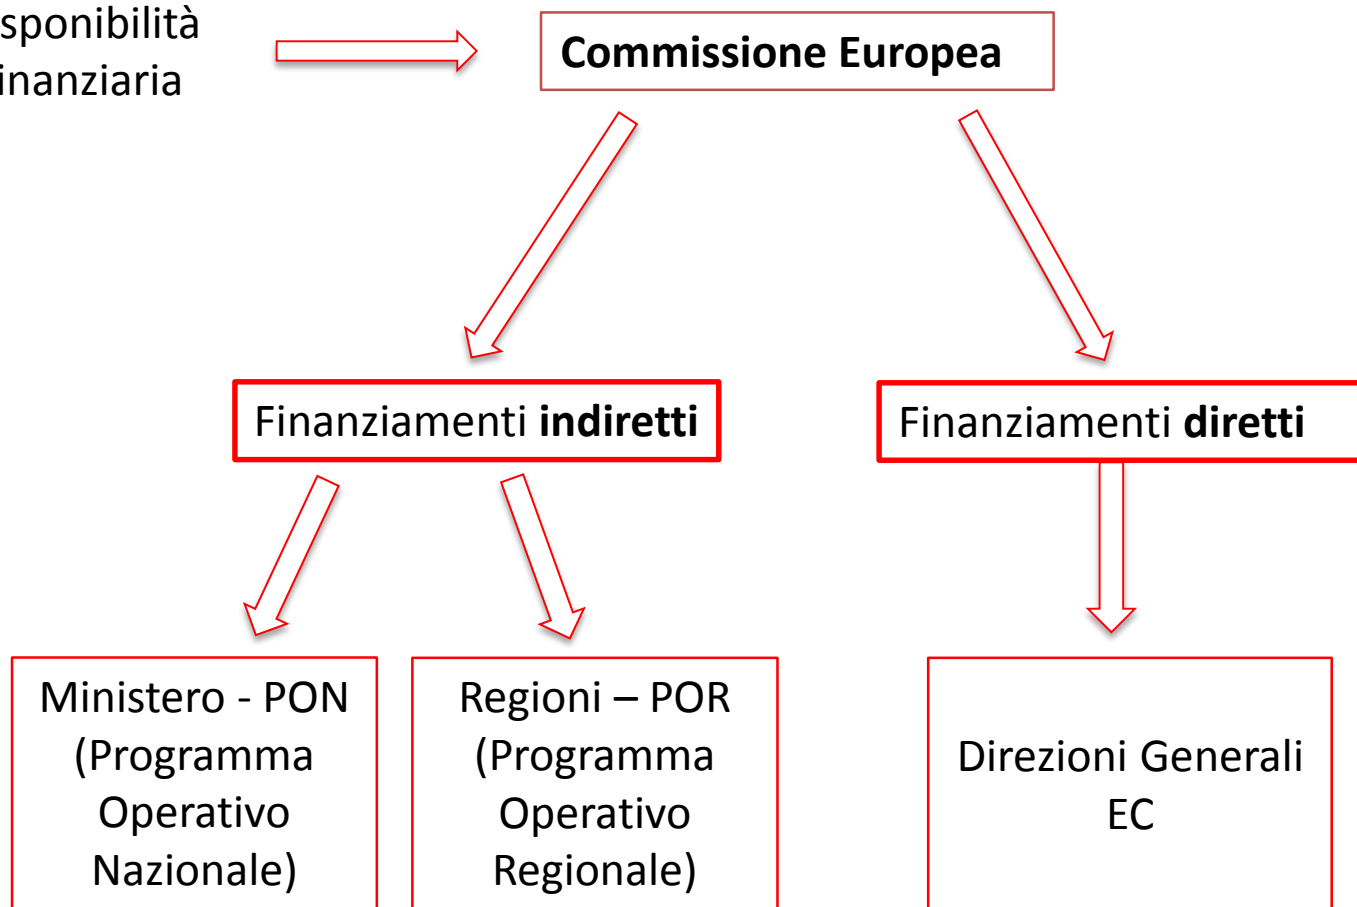 sponibilità
inanziaria
Commissione Europea
Finanziamenti indiretti
Finanziamenti diretti
Ministero - PON
(Programma
Operativo
Nazionale)
Regioni – POR
(Programma
Operativo
Regionale)
Direzioni Generali
EC